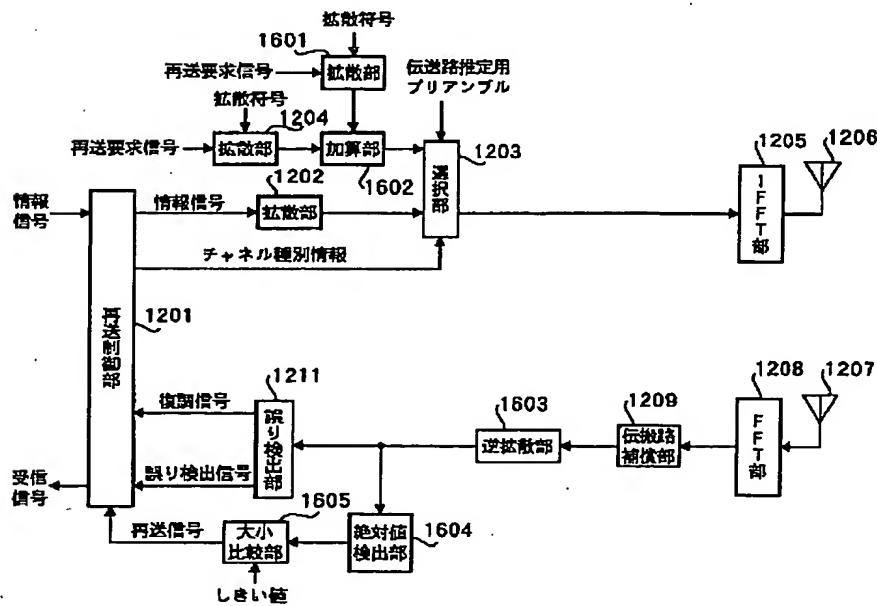 拡散符号
1601
再送要求信号
拡散部
伝送路推定用
プリアンブル
拡散符号
1204
再送要求信号
拡散部
加算部
1602
選択部
1203
1202
情報
信号
情報信号
拡散部
チャネル種別情報
1205
IFFT部
1206
再送制御部
1201
1211
復調信号
誤り検出部
誤り検出信号
1603
逆拡散部
1209
伝搬路
補償部
1208
FFT部
1207
受信
信号
再送信号
1605
大小
比較部
しきい値
絶対値
検出部
1604